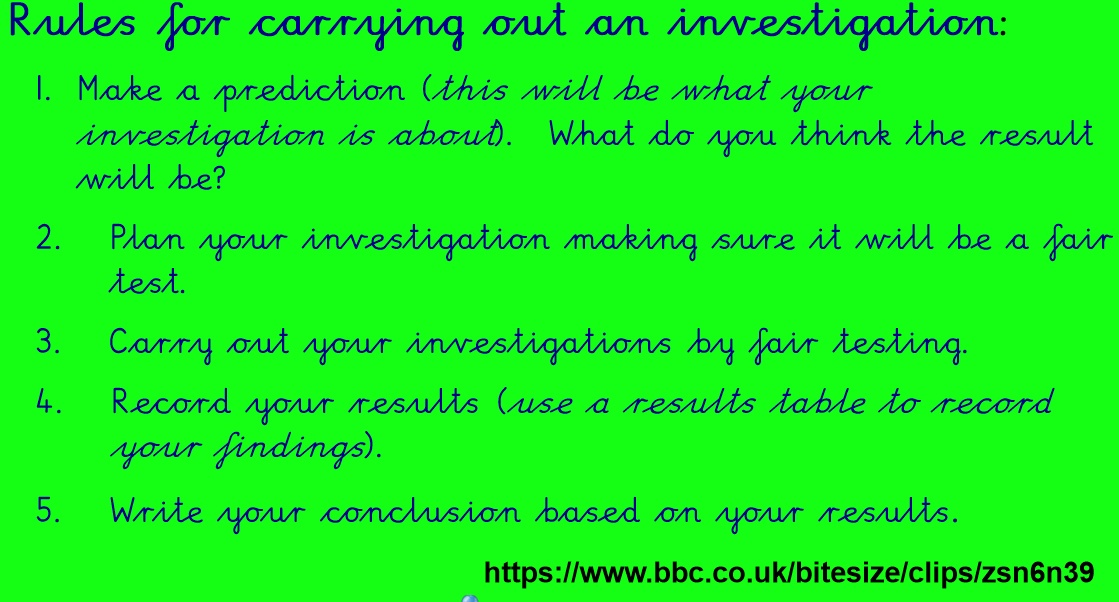 Rules for carrying out an investigation:
1. Make a prediction (this will be what your
investigation is about). What do you think the result
will be?
2. Plan your investigation making sure it will be a fair
test.
3. Carry out your investigations by fair testing.
4. Record your results (use a results table to record
your findings).
5. Write your conclusion based on your results.
https://www.bbc.co.uk/bitesize/clips/zsn6n39